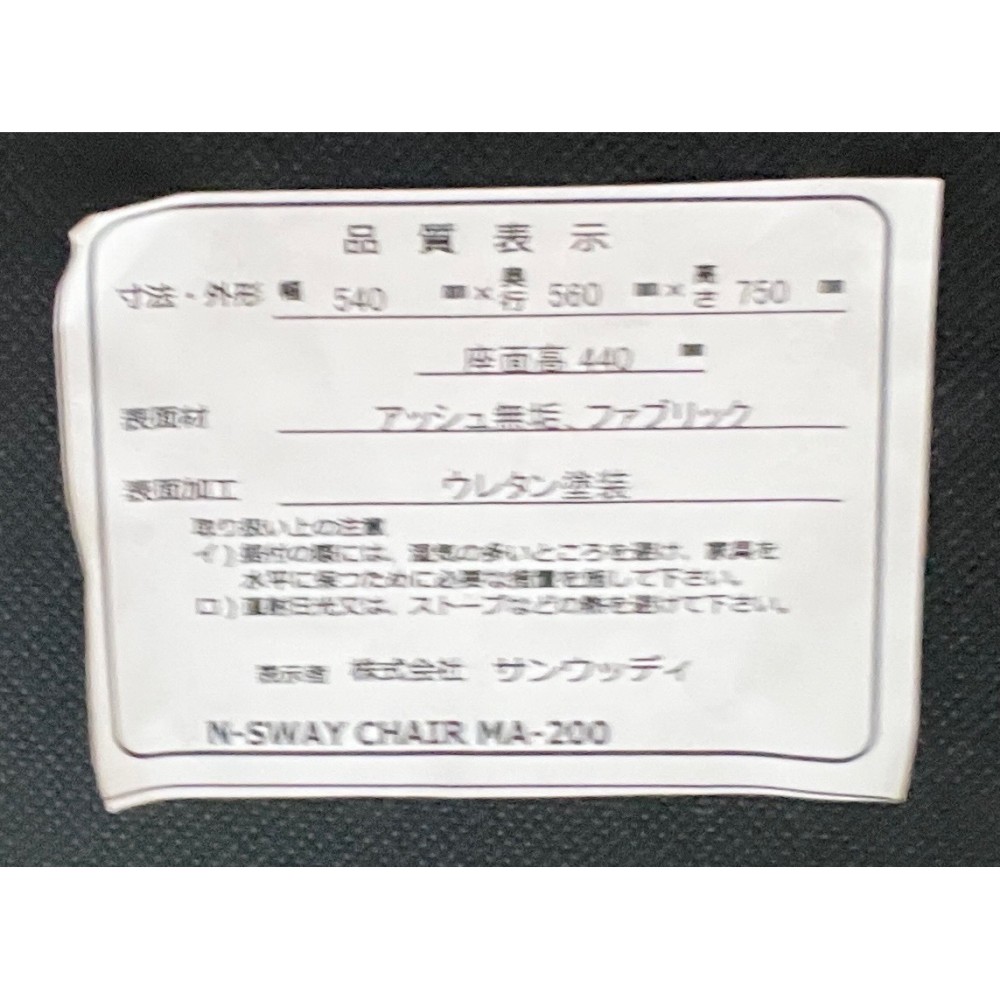 品質表示
寸法・外形 幅 540 ㎜×奥行 560 ㎜×高さ 750 ㎜
座面高 440 ㎜
表面材 アッシュ無垢、ファブリック
表面加工 ウレタン塗装
取り扱い上の注意
イ)据付の際には、湿気の多いところを避け、家具を
水平に保つために必要な措置を施して下さい。
ロ)直射日光又は、ストーブなどの熱を避けて下さい。
表示者 株式会社 サンウッディ
N-SWAY CHAIR MA-200